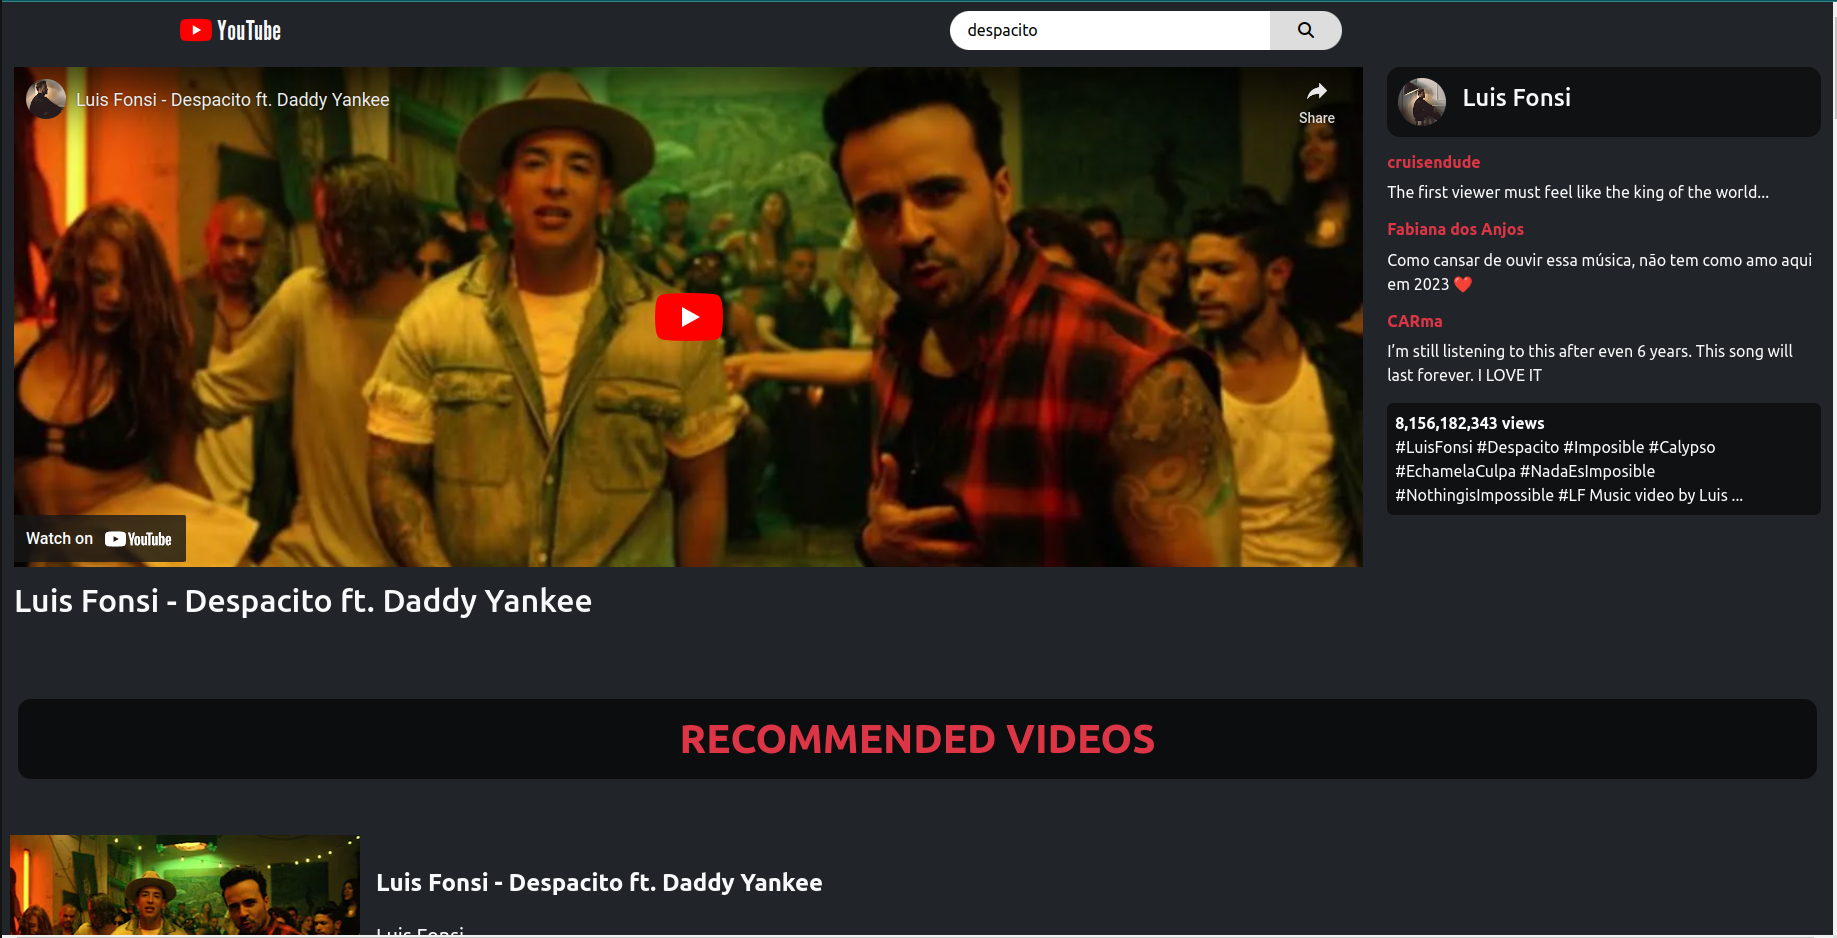 YouTube
despacito
Luis Fonsi - Despacito ft. Daddy Yankee
Share
Watch on YouTube
Luis Fonsi - Despacito ft. Daddy Yankee
Luis Fonsi
cruisendude
The first viewer must feel like the king of the world...
Fabiana dos Anjos
Como cansar de ouvir essa música, não tem como amo aqui
em 2023 ❤️
CARma
I’m still listening to this after even 6 years. This song will
last forever. I LOVE IT
8,156,182,343 views
#LuisFonsi #Despacito #Imposible #Calypso
#EchamelaCulpa #NadaEsImposible
#NothingisImpossible #LF Music video by Luis ...
RECOMMENDED VIDEOS
Luis Fonsi - Despacito ft. Daddy Yankee
Luis Fonsi